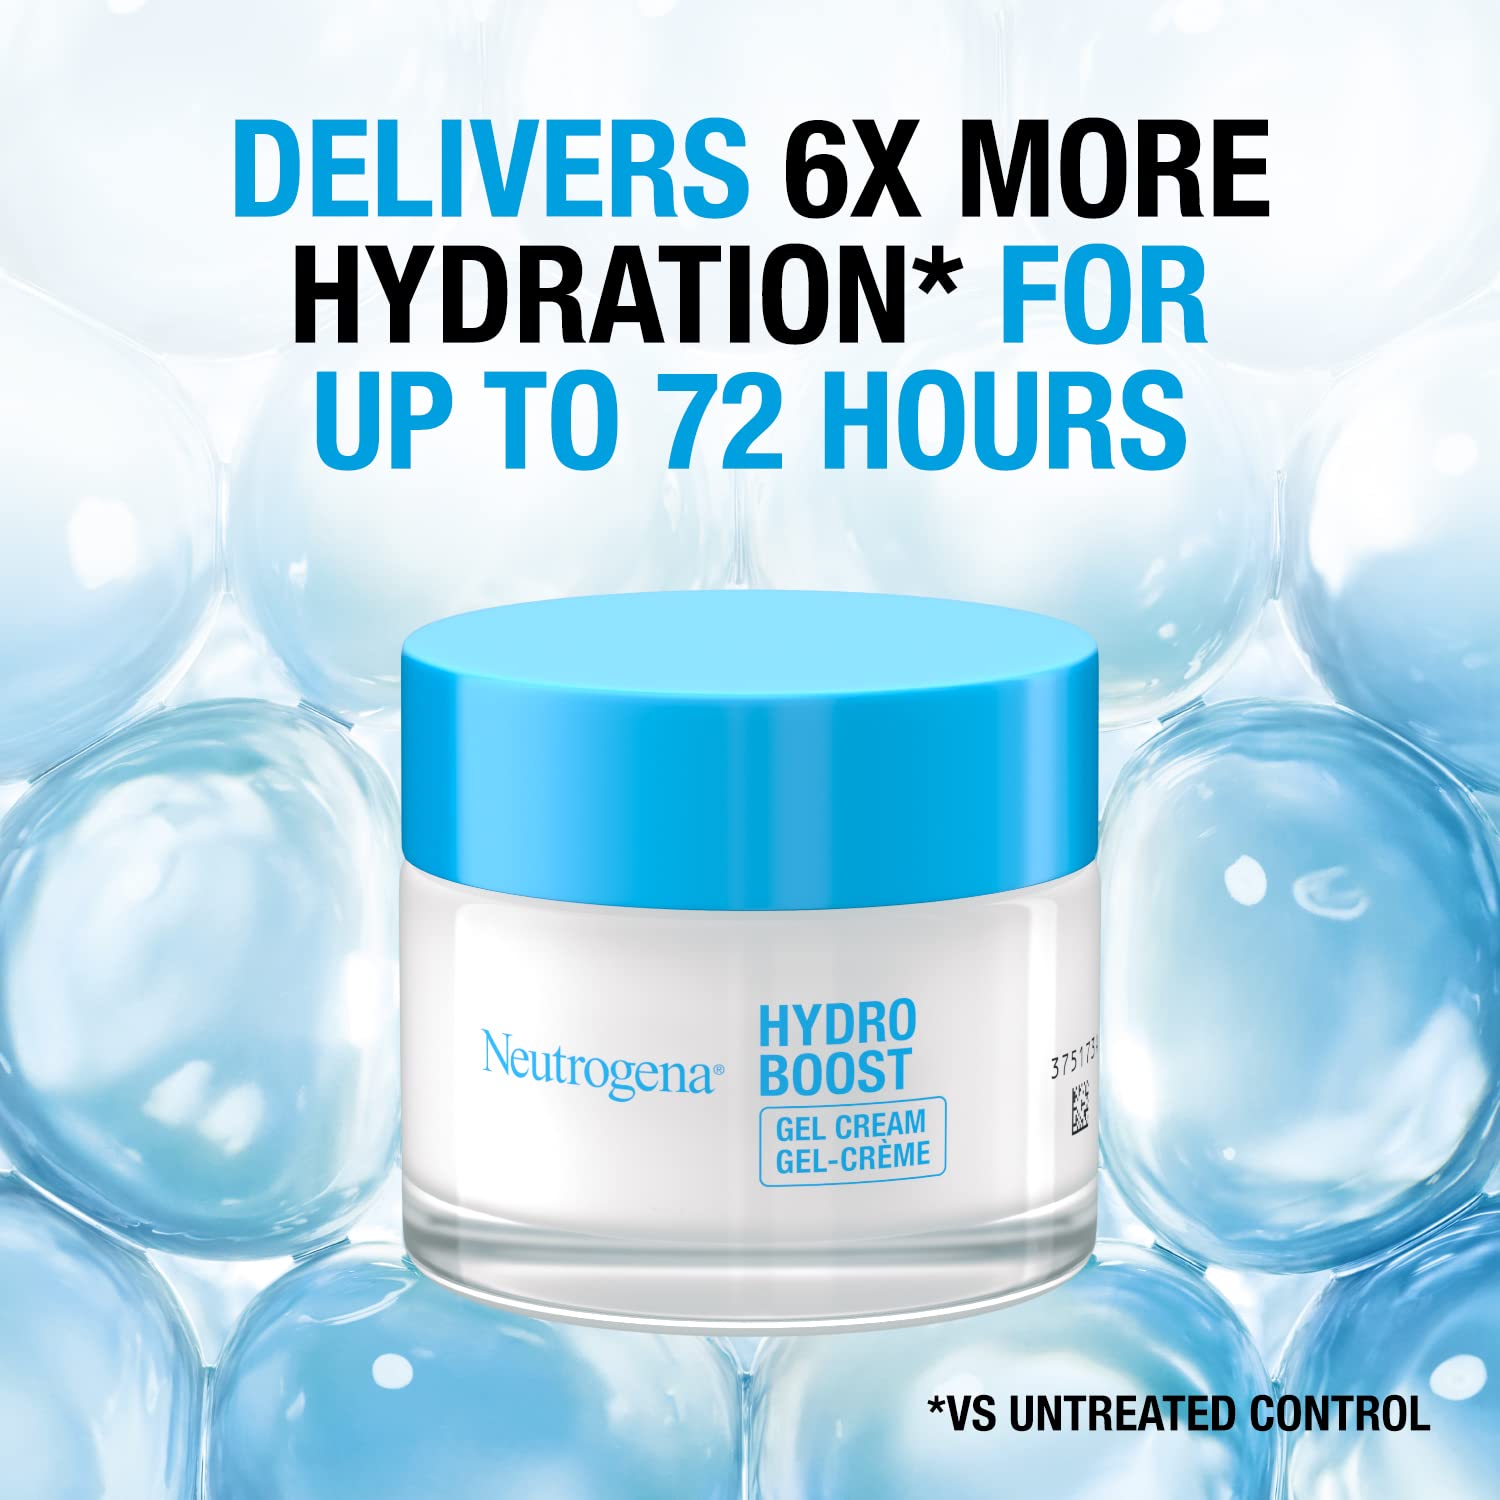 DELIVERS 6X MORE
HYDRATION* FOR
UP TO 72 HOURS
Neutrogena®
HYDRO
BOOST
GEL CREAM
GEL-CRÈME
*VS UNTREATED CONTROL